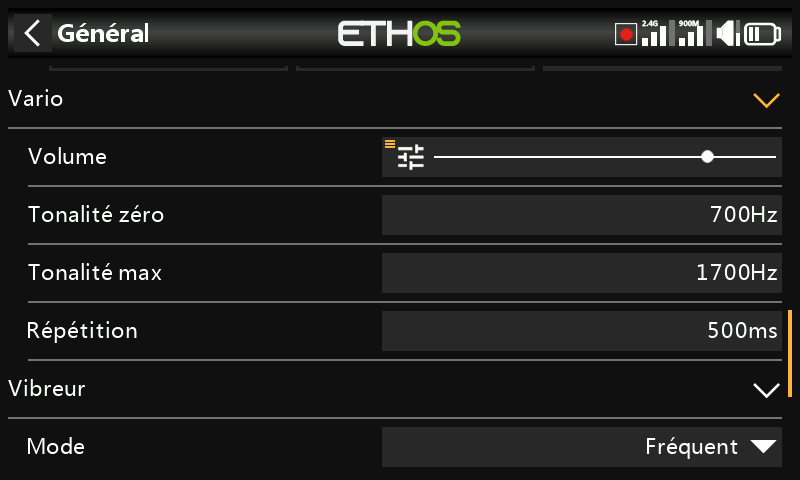 Général
ETHOS
2.4G
900M
Vario
Volume
Tonalité zéro
700Hz
Tonalité max
1700Hz
Répétition
500ms
Vibreur
Mode
Fréquent